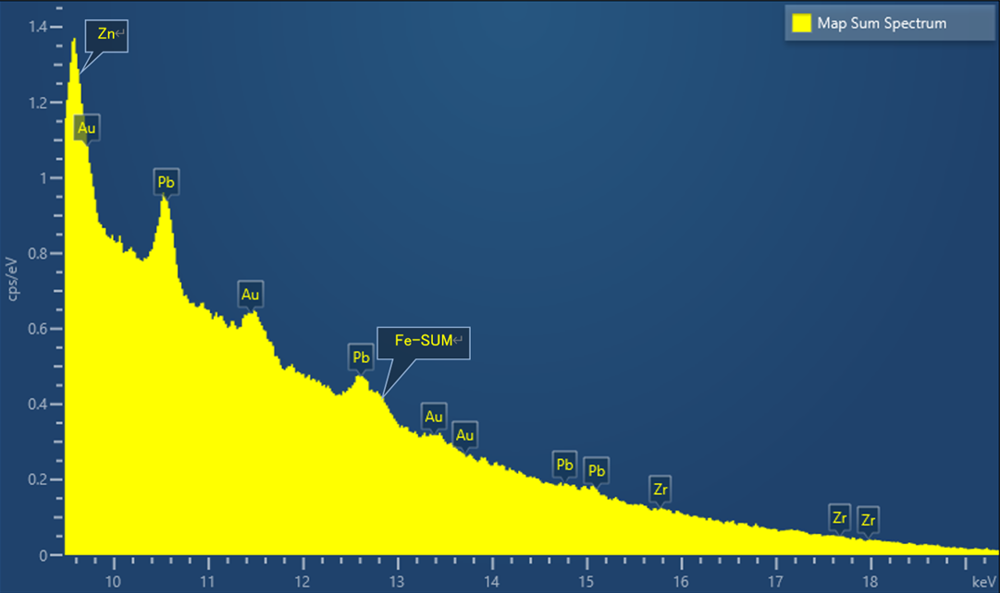 Map Sum Spectrum
1.4
Zn↵
1.2
Au
1
Pb
0.8
cps/eV
Au
0.6
Fe-SUM↵
Pb
0.4
Au
Au
Pb
Pb
0.2
Zr
Zr
Zr
0
10 11 12 13 14 15 16 17 18 keV